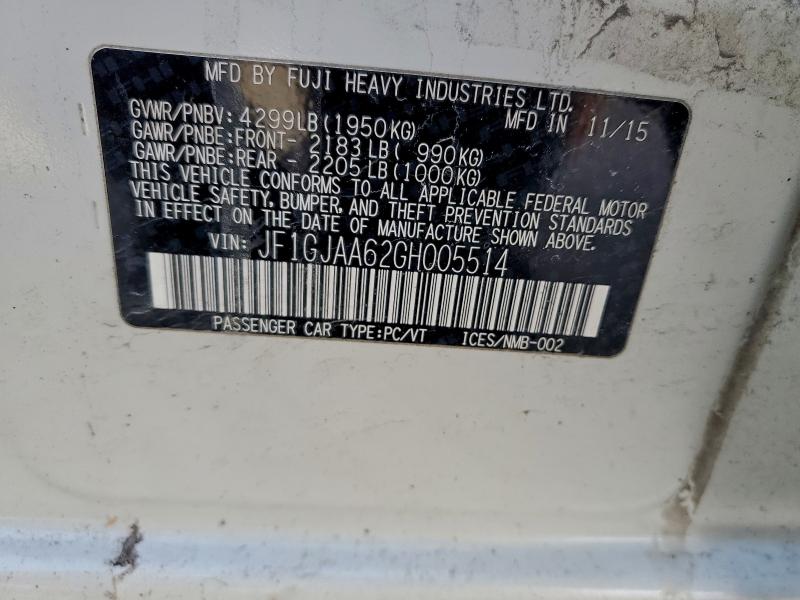 MFD BY FUJI HEAVY INDUSTRIES LTD.
GVWR/PNBV: 4299LB(1950KG) MFD IN 11/15
GAWR/PNBE:FRONT- 2183LB( 990KG)
GAWR/PNBE:REAR - 2205LB(1000KG)
THIS VEHICLE CONFORMS TO ALL APPLICABLE FEDERAL MOTOR
VEHICLE SAFETY, BUMPER, AND THEFT PREVENTION STANDARDS
IN EFFECT ON THE DATE OF MANUFACTURE SHOWN ABOVE.
VIN: JF1GJAA62GH005514
PASSENGER CAR TYPE:PC/VT ICES/NMB-002